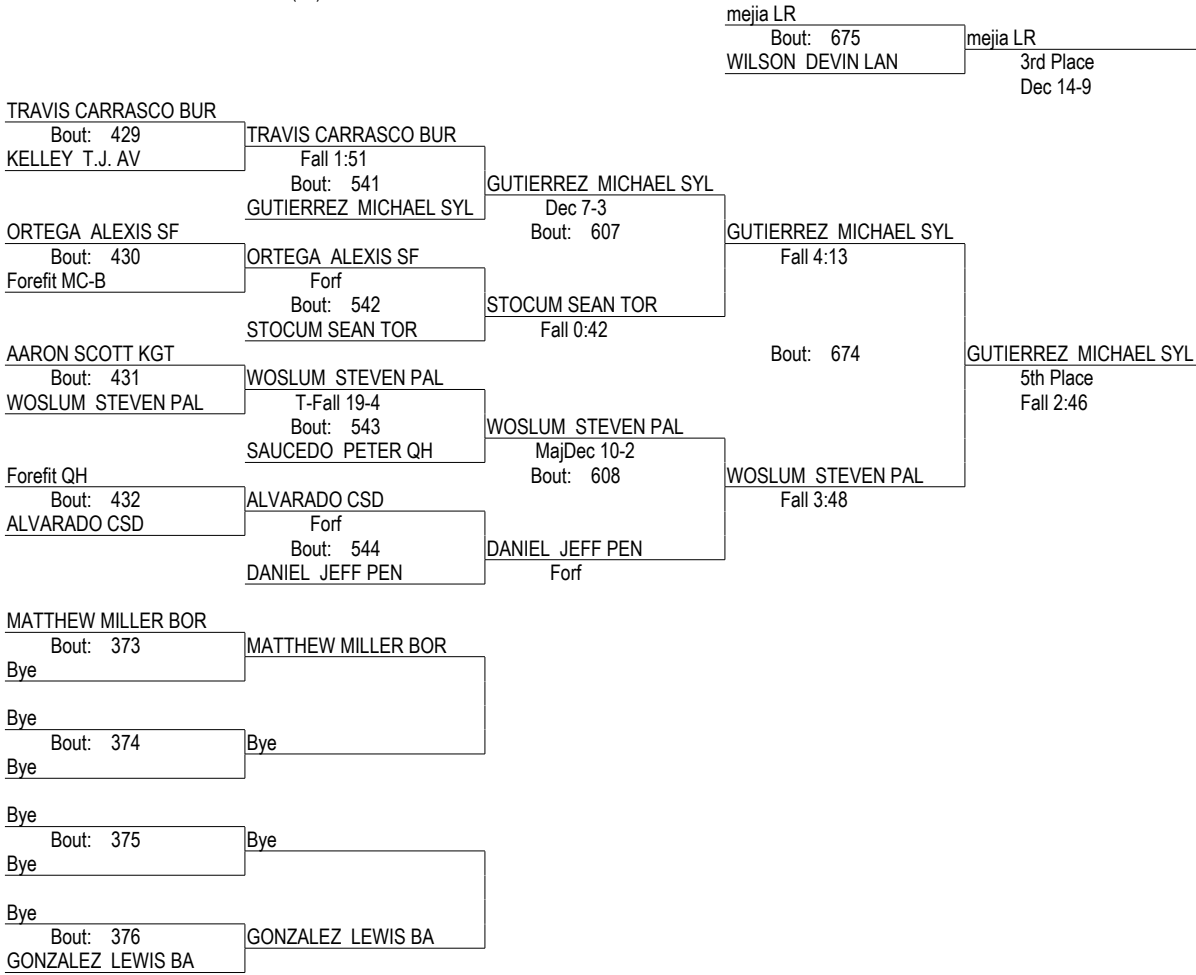 mejia LR
Bout: 675
mejia LR
WILSON DEVIN LAN
3rd Place
Dec 14-9
TRAVIS CARRASCO BUR
Bout: 429
TRAVIS CARRASCO BUR
KELLEY T.J. AV
Fall 1:51
Bout: 541
GUTIERREZ MICHAEL SYL
GUTIERREZ MICHAEL SYL
Dec 7-3
ORTEGA ALEXIS SF
Bout: 607
GUTIERREZ MICHAEL SYL
Bout: 430
ORTEGA ALEXIS SF
Fall 4:13
Forefit MC-B
Forf
Bout: 542
STOCUM SEAN TOR
STOCUM SEAN TOR
Fall 0:42
AARON SCOTT KGT
Bout: 674
GUTIERREZ MICHAEL SYL
Bout: 431
WOSLUM STEVEN PAL
5th Place
WOSLUM STEVEN PAL
T-Fall 19-4
Fall 2:46
Bout: 543
WOSLUM STEVEN PAL
SAUCEDO PETER QH
MajDec 10-2
Forefit QH
Bout: 608
WOSLUM STEVEN PAL
Bout: 432
ALVARADO CSD
Fall 3:48
ALVARADO CSD
Forf
Bout: 544
DANIEL JEFF PEN
DANIEL JEFF PEN
Forf
MATTHEW MILLER BOR
Bout: 373
MATTHEW MILLER BOR
Bye
Bye
Bout: 374
Bye
Bye
Bye
Bout: 375
Bye
Bye
Bye
Bout: 376
GONZALEZ LEWIS BA
GONZALEZ LEWIS BA